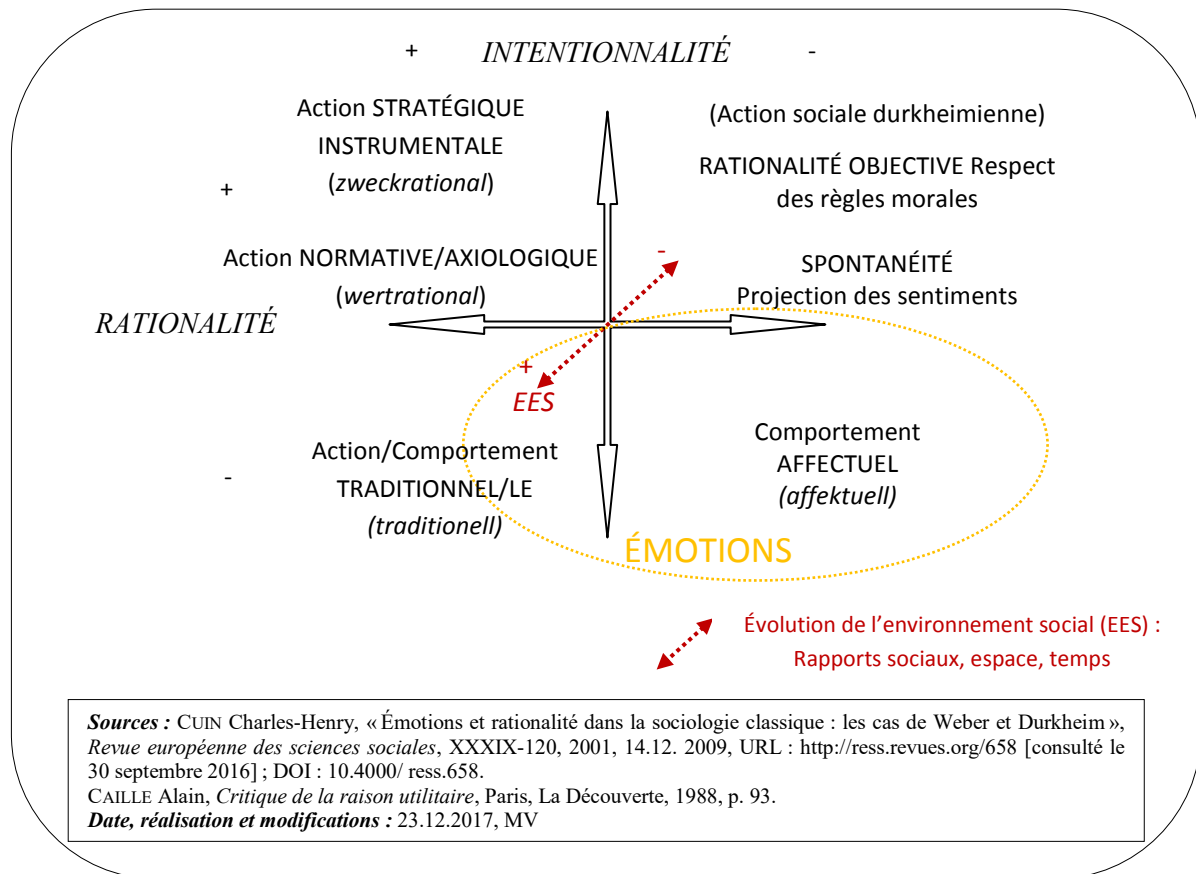 + INTENTIONNALITÉ -
Action STRATÉGIQUE
INSTRUMENTALE
(zweckrational)
(Action sociale durkheimienne)
RATIONALITÉ OBJECTIVE Respect
des règles morales
+
Action NORMATIVE/AXIOLOGIQUE
(wertrational)
-
SPONTANÉITÉ
Projection des sentiments
RATIONALITÉ
+
EES
Action/Comportement
TRADITIONNEL/LE
(traditionell)
-
Comportement
AFFECTUEL
(affektuell)
ÉMOTIONS
Évolution de l’environnement social (EES) :
Rapports sociaux, espace, temps
Sources : CUIN Charles-Henry, « Émotions et rationalité dans la sociologie classique : les cas de Weber et Durkheim »,
Revue européenne des sciences sociales, XXXIX-120, 2001, 14.12. 2009, URL : http://ress.revues.org/658 [consulté le
30 septembre 2016] ; DOI : 10.4000/ ress.658.
CAILLE Alain, Critique de la raison utilitaire, Paris, La Découverte, 1988, p. 93.
Date, réalisation et modifications : 23.12.2017, MV